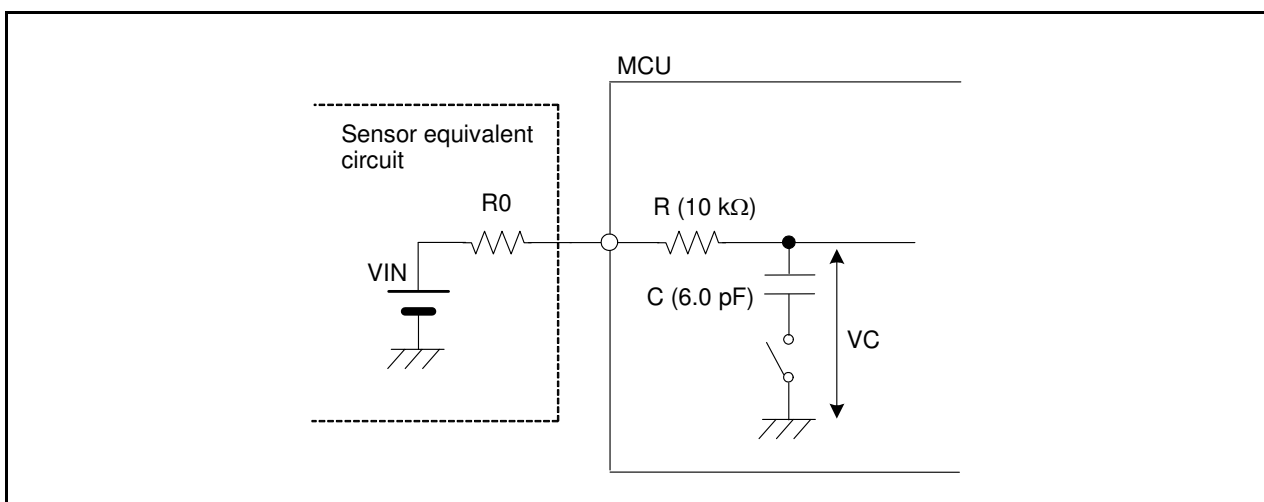 MCU
Sensor equivalent
circuit
R0
R (10 kΩ)
VIN
C (6.0 pF)
VC